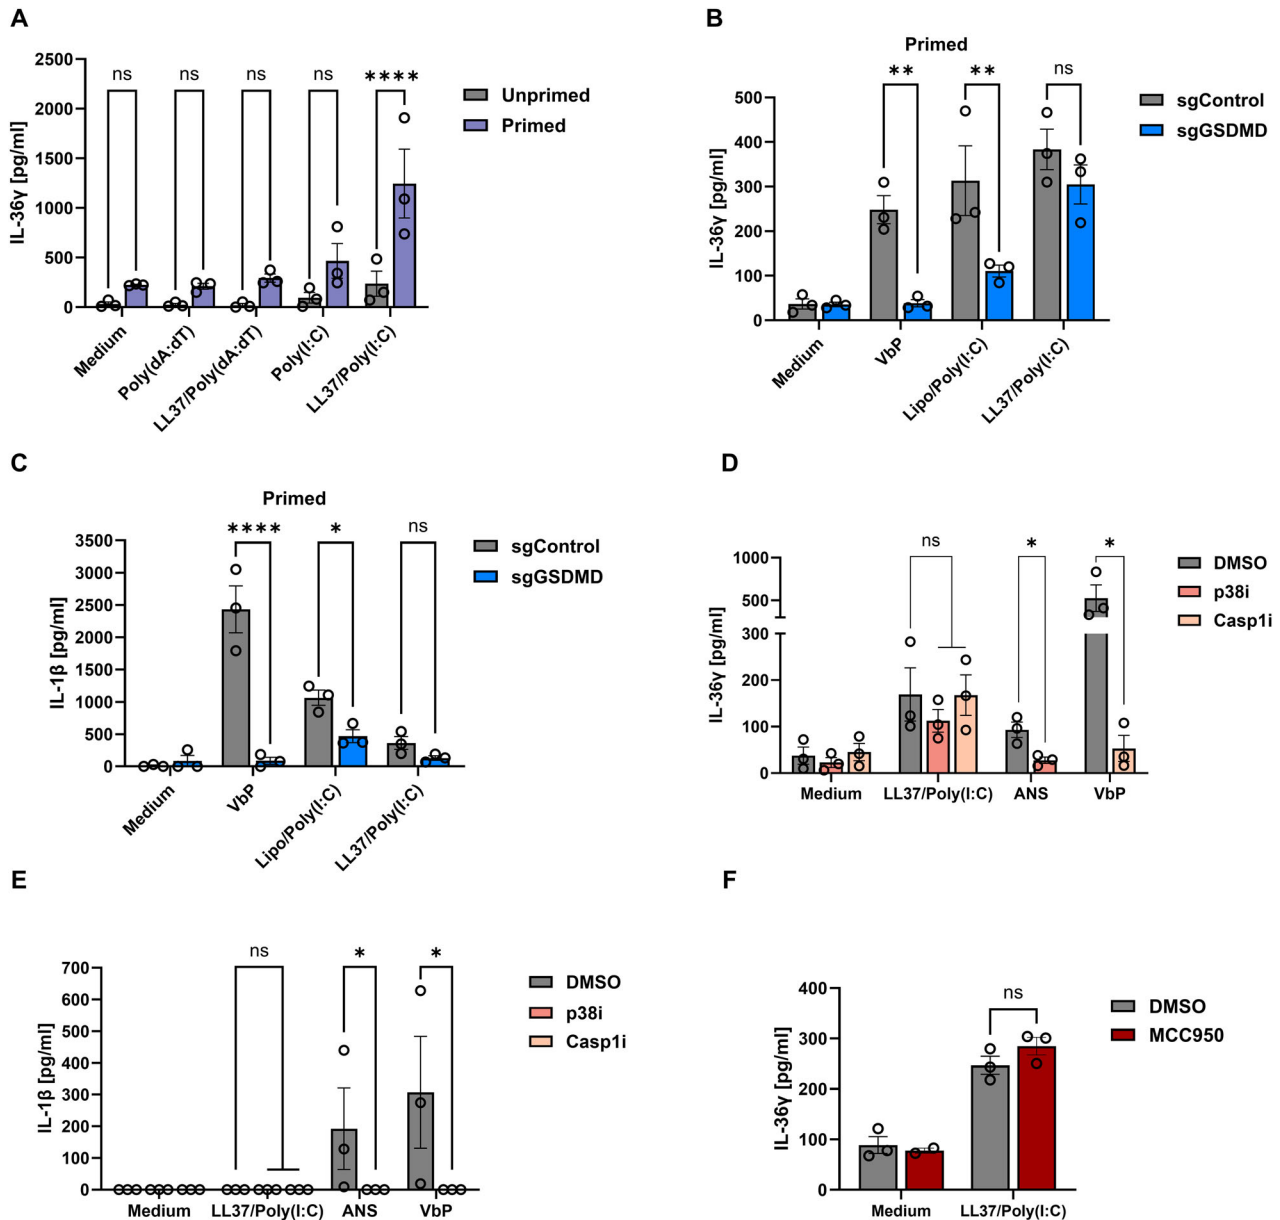 A
IL-36γ [pg/ml]
2500
2000
1500
1000
500
0
ns
ns
ns
ns
****
Unprimed
Primed
Medium
Poly(dA:dT)
LL37/Poly(dA:dT)
Poly(I:C)
LL37/Poly(I:C)
B
Primed
IL-36γ [pg/ml]
500
400
300
200
100
0
**
**
ns
sgControl
sgGSDMD
Medium
VbP
Lipo/Poly(I:C)
LL37/Poly(I:C)
C
Primed
IL-1β [pg/ml]
3500
3000
2500
2000
1500
1000
500
0
****
*
ns
sgControl
sgGSDMD
Medium
VbP
Lipo/Poly(I:C)
LL37/Poly(I:C)
D
IL-36γ [pg/ml]
1000
500
300
200
100
0
ns
*
*
DMSO
p38i
Casp1i
Medium
LL37/Poly(I:C)
ANS
VbP
E
IL-1β [pg/ml]
700
600
500
400
300
200
100
0
ns
*
*
DMSO
p38i
Casp1i
Medium
LL37/Poly(I:C)
ANS
VbP
F
IL-36γ [pg/ml]
400
300
200
100
0
ns
DMSO
MCC950
Medium
LL37/Poly(I:C)